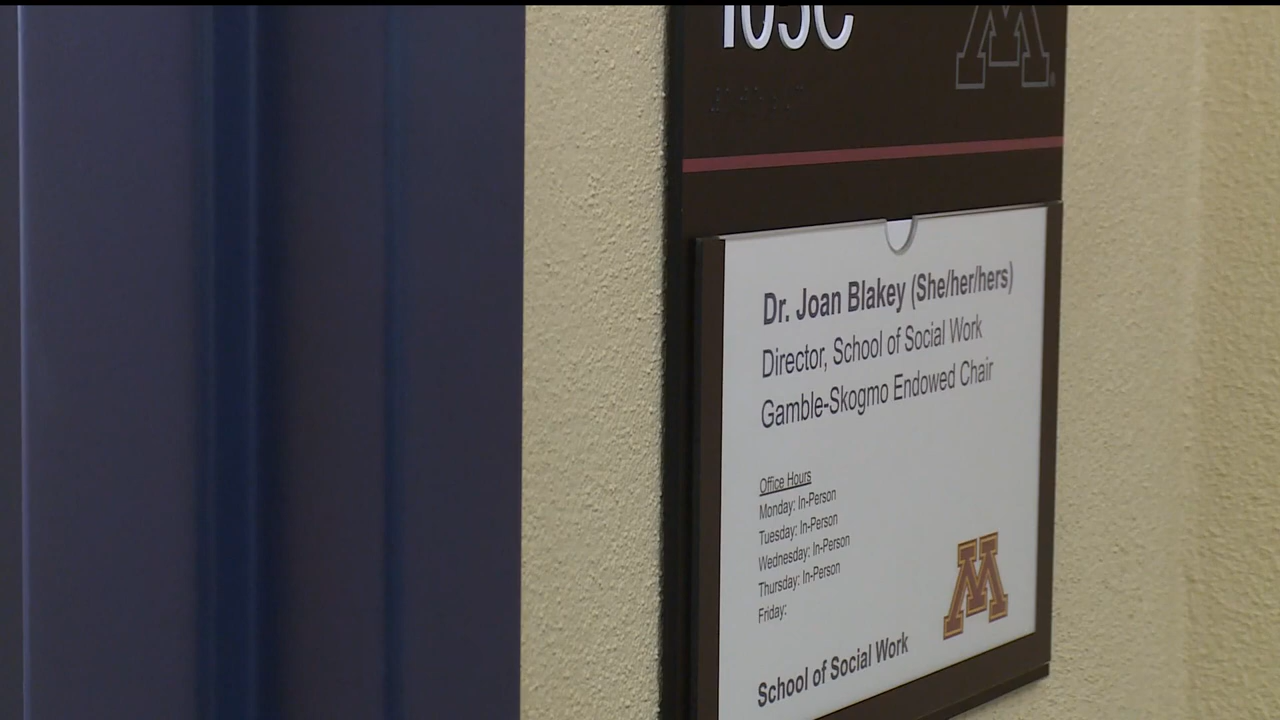 105C
Dr. Joan Blakey (She/her/hers)
Director, School of Social Work
Gamble-Skogmo Endowed Chair
Office Hours
Monday: In-Person
Tuesday: In-Person
Wednesday: In-Person
Thursday: In-Person
Friday:
M
School of Social Work